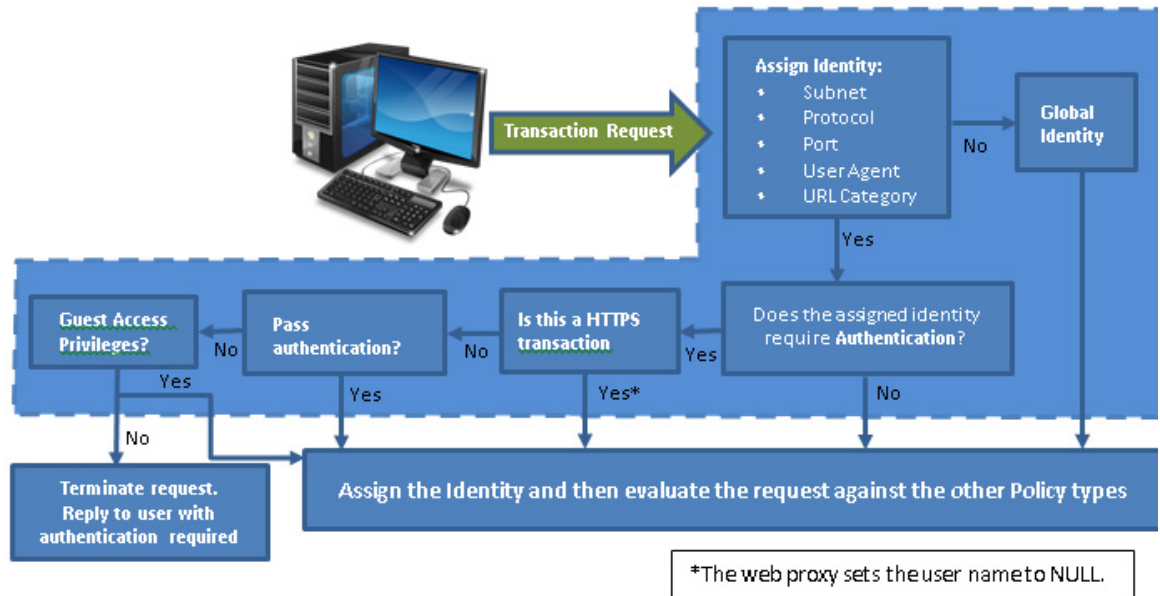 Transaction Request
Assign Identity:
• Subnet
• Protocol
• Port
• User Agent
• URL Category
No
Global
Identity
Yes
Guest Access
Privileges?
No
Pass
authentication?
No
Is this a HTTPS
transaction
Yes
Does the assigned identity
require Authentication?
Yes
Yes
Yes*
No
No
Terminate request.
Reply to user with
authentication required
Assign the Identity and then evaluate the request against the other Policy types
*The web proxy sets the user name to NULL.